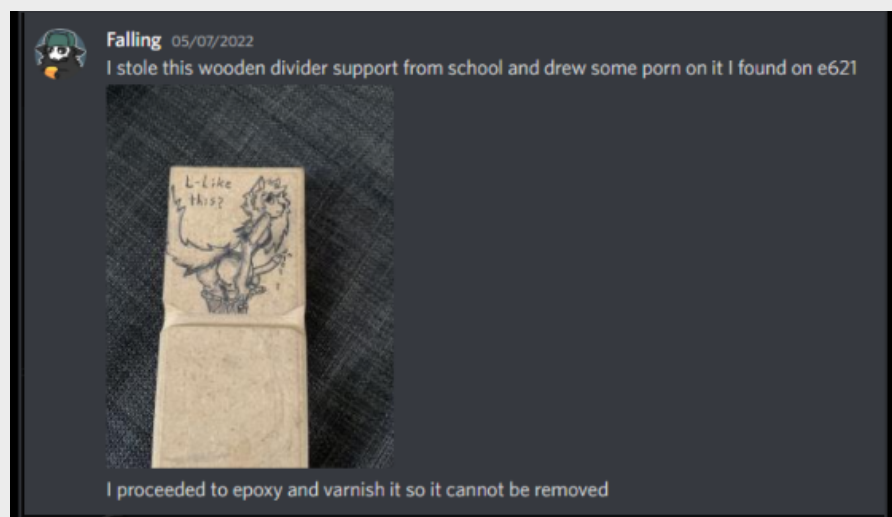 Falling 05/07/2022
I stole this wooden divider support from school and drew some porn on it I found on e621
L-Like
this?
I proceeded to epoxy and varnish it so it cannot be removed